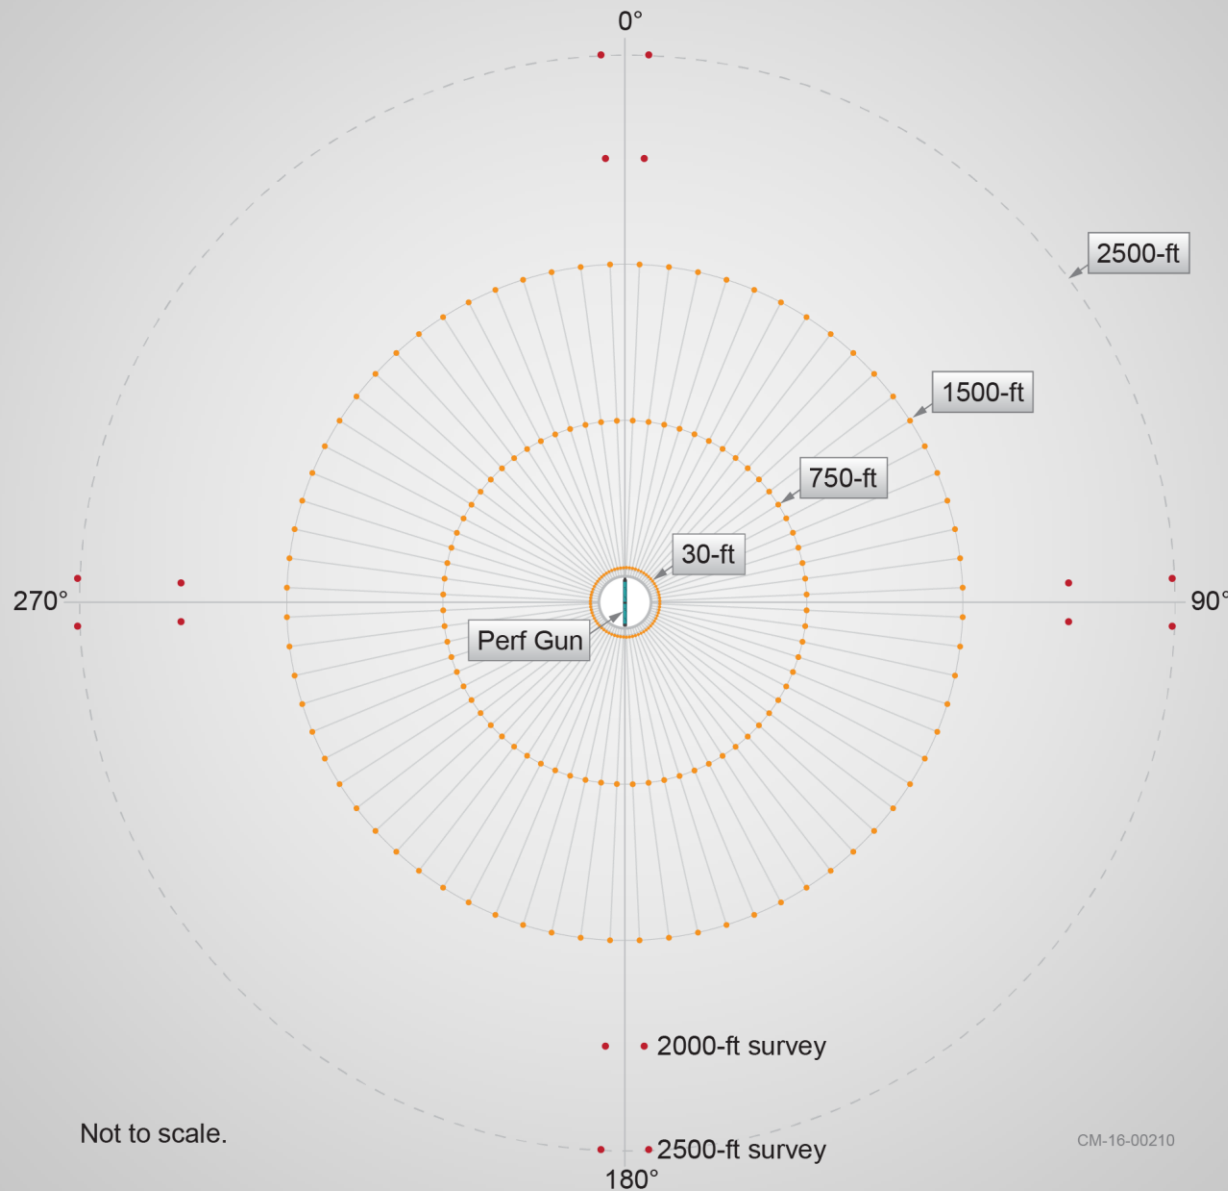 0°
2500-ft
1500-ft
750-ft
30-ft
270°
90°
Perf Gun
2000-ft survey
Not to scale.
CM-16-00210
2500-ft survey
180°